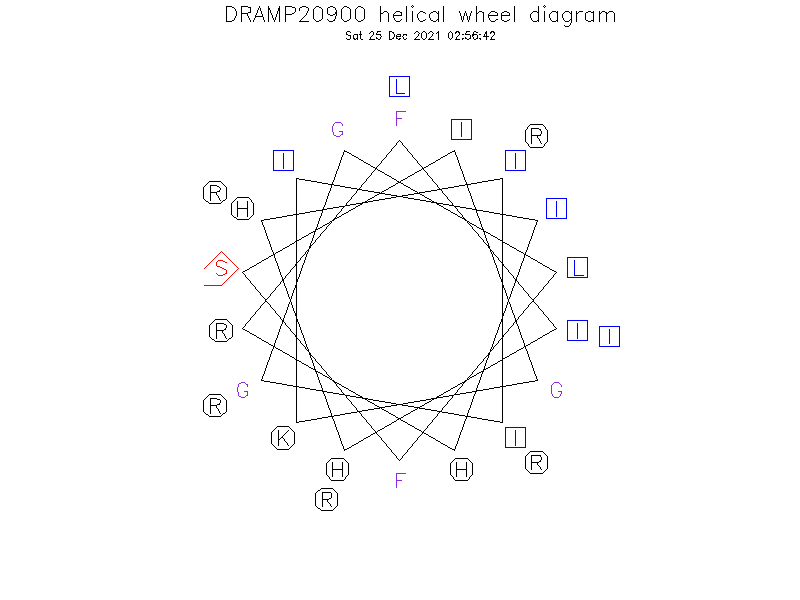 DRAMP20900 helical wheel diagram
Sat 25 Dec 2021 02:56:42
L
F
G I
R
I I
R H I
S L
R I I
G G
R
K I
R
H H
F
R